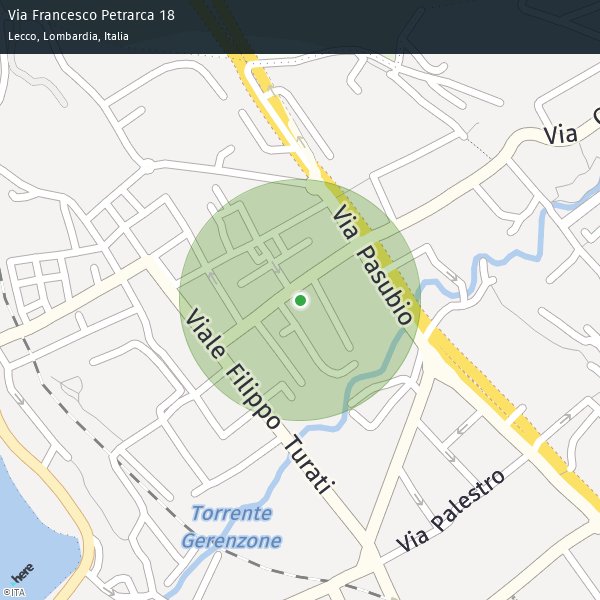 Via Francesco Petrarca 18
Lecco, Lombardia, Italia
Via
Via Pasubio
Viale Filippo Turati
Via Palestro
Torrente
Gerenzone
here
©ITA